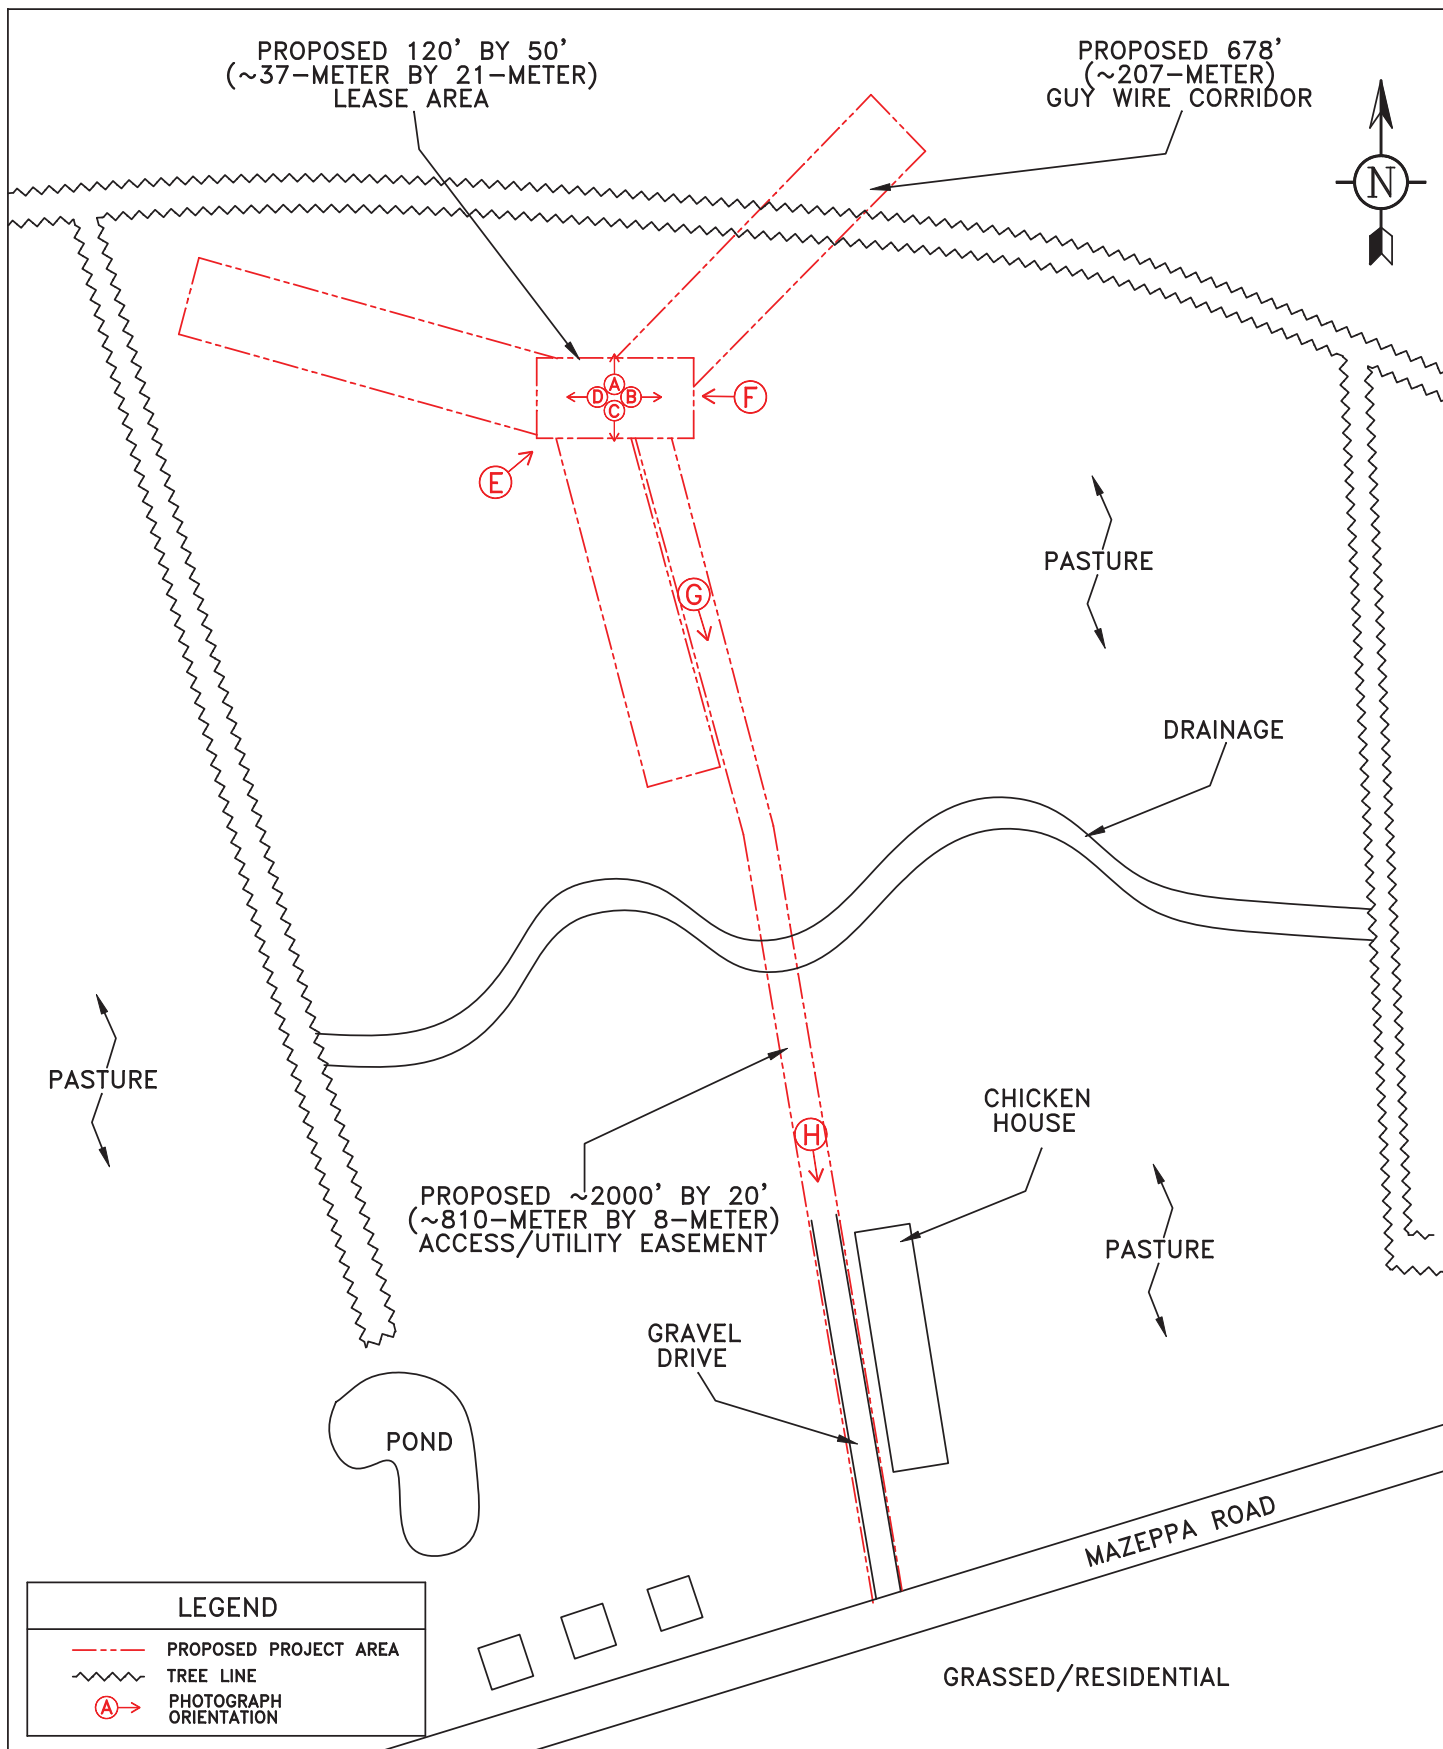 PROPOSED 120' BY 50'
(~37-METER BY 21-METER)
LEASE AREA
PROPOSED 678'
(~207-METER)
GUY WIRE CORRIDOR
N
A
D
B
C
F
E
PASTURE
G
DRAINAGE
PASTURE
CHICKEN
HOUSE
H
PROPOSED ~2000' BY 20'
(~810-METER BY 8-METER)
ACCESS/UTILITY EASEMENT
PASTURE
GRAVEL
DRIVE
POND
MAZEPPA ROAD
GRASSED/RESIDENTIAL
LEGEND
PROPOSED PROJECT AREA
TREE LINE
A
PHOTOGRAPH
ORIENTATION